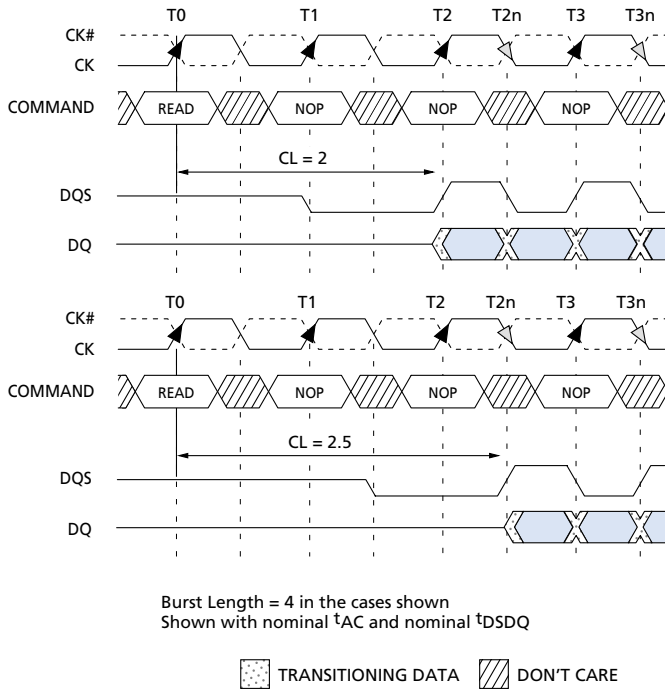 T0 T1 T2 T2n T3 T3n
CK#
CK
COMMAND READ NOP NOP NOP
CL = 2
DQS
DQ
T0 T1 T2 T2n T3 T3n
CK#
CK
COMMAND READ NOP NOP NOP
CL = 2.5
DQS
DQ
Burst Length = 4 in the cases shown
Shown with nominal tAC and nominal tDSDQ
TRANSITIONING DATA DON'T CARE